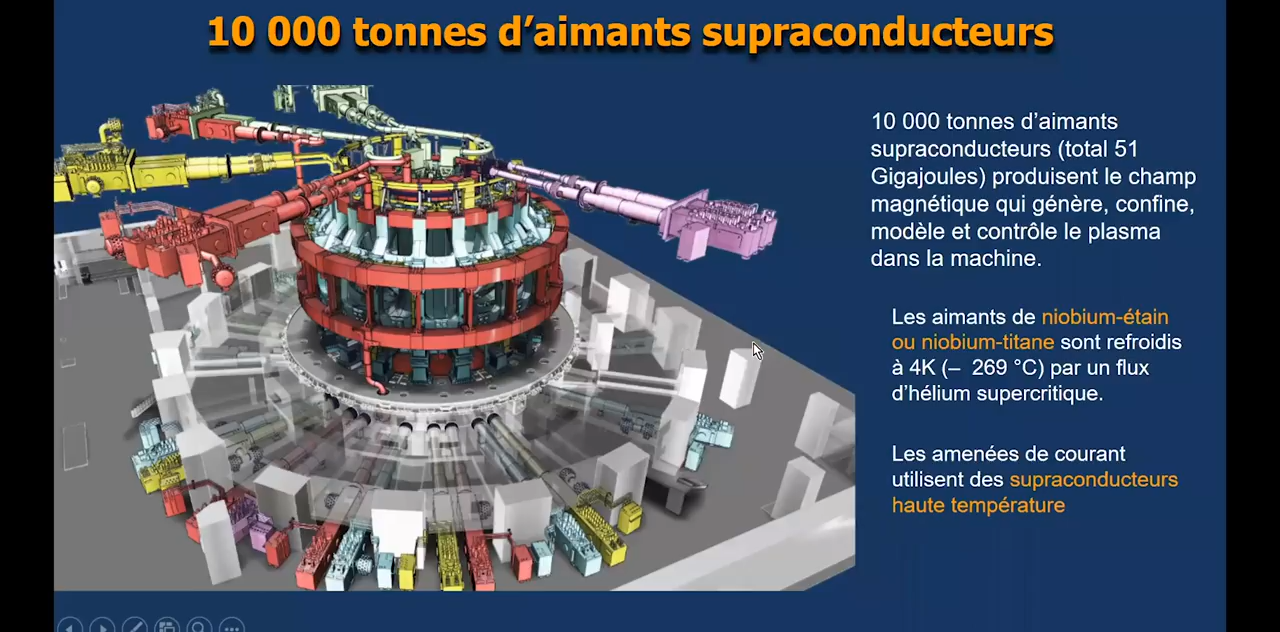 10 000 tonnes d’aimants supraconducteurs
10 000 tonnes d’aimants
supraconducteurs (total 51
Gigajoules) produisent le champ
magnétique qui génère, confine,
modèle et contrôle le plasma
dans la machine.
Les aimants de niobium-étain
ou niobium-titane sont refroidis
à 4K (– 269 °C) par un flux
d’hélium supercritique.
Les amenées de courant
utilisent des supraconducteurs
haute température